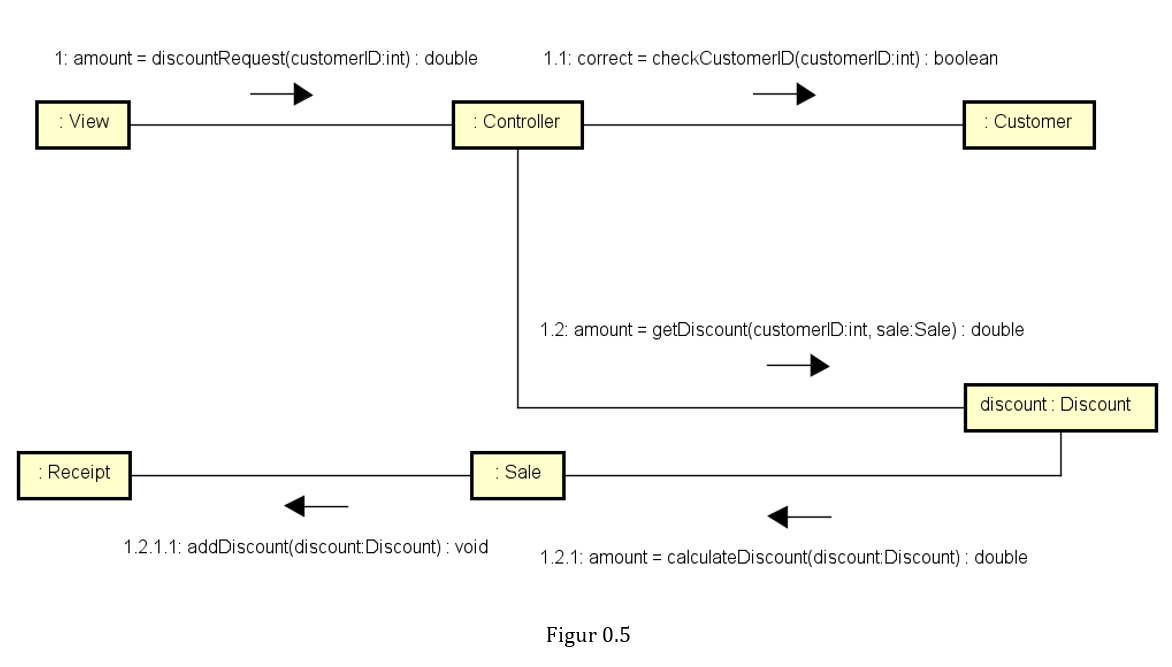 1: amount = discountRequest(customerID:int) : double
1.1: correct = checkCustomerID(customerID:int) : boolean
: View
: Controller
: Customer
1.2: amount = getDiscount(customerID:int, sale:Sale) : double
discount : Discount
: Receipt
: Sale
1.2.1.1: addDiscount(discount:Discount) : void
1.2.1: amount = calculateDiscount(discount:Discount) : double
Figur 0.5